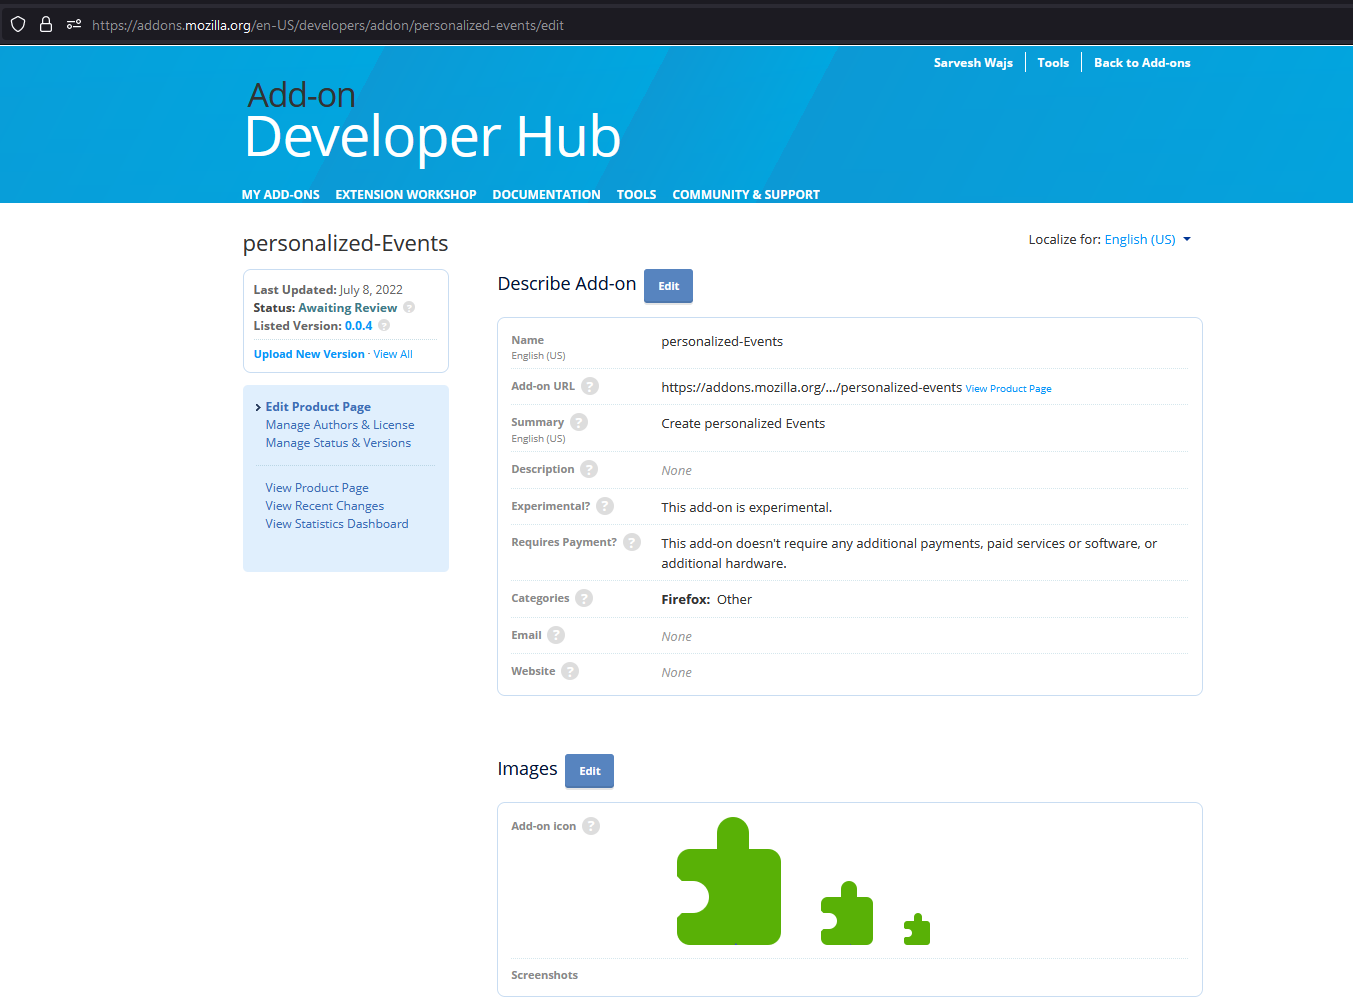 https://addons.mozilla.org/en-US/developers/addon/personalized-events/edit
Sarvesh Wajs
Tools
Back to Add-ons
Add-on
Developer Hub
MY ADD-ONS EXTENSION WORKSHOP DOCUMENTATION TOOLS COMMUNITY & SUPPORT
personalized-Events
Localize for: English (US)
Last Updated: July 8, 2022
Status: Awaiting Review ?
Listed Version: 0.0.4 ?
Upload New Version · View All
Edit Product Page
Manage Authors & License
Manage Status & Versions
View Product Page
View Recent Changes
View Statistics Dashboard
Describe Add-on Edit
Name personalized-Events
English (US)
Add-on URL ? https://addons.mozilla.org/.../personalized-events View Product Page
Summary ? Create personalized Events
English (US)
Description ? None
Experimental? ? This add-on is experimental.
Requires Payment? ? This add-on doesn't require any additional payments, paid services or software, or
additional hardware.
Categories ? Firefox: Other
Email ? None
Website ? None
Images Edit
Add-on icon ?
Screenshots